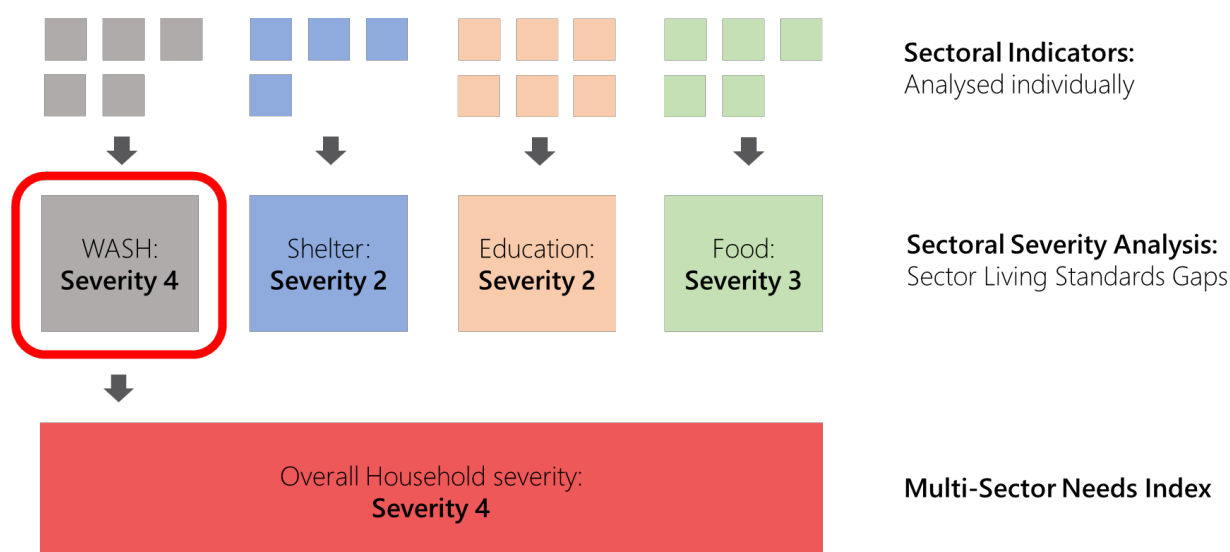 Sectoral Indicators:
Analysed individually
WASH:
Severity 4
Shelter:
Severity 2
Education:
Severity 2
Food:
Severity 3
Sectoral Severity Analysis:
Sector Living Standards Gaps
Overall Household severity:
Severity 4
Multi-Sector Needs Index